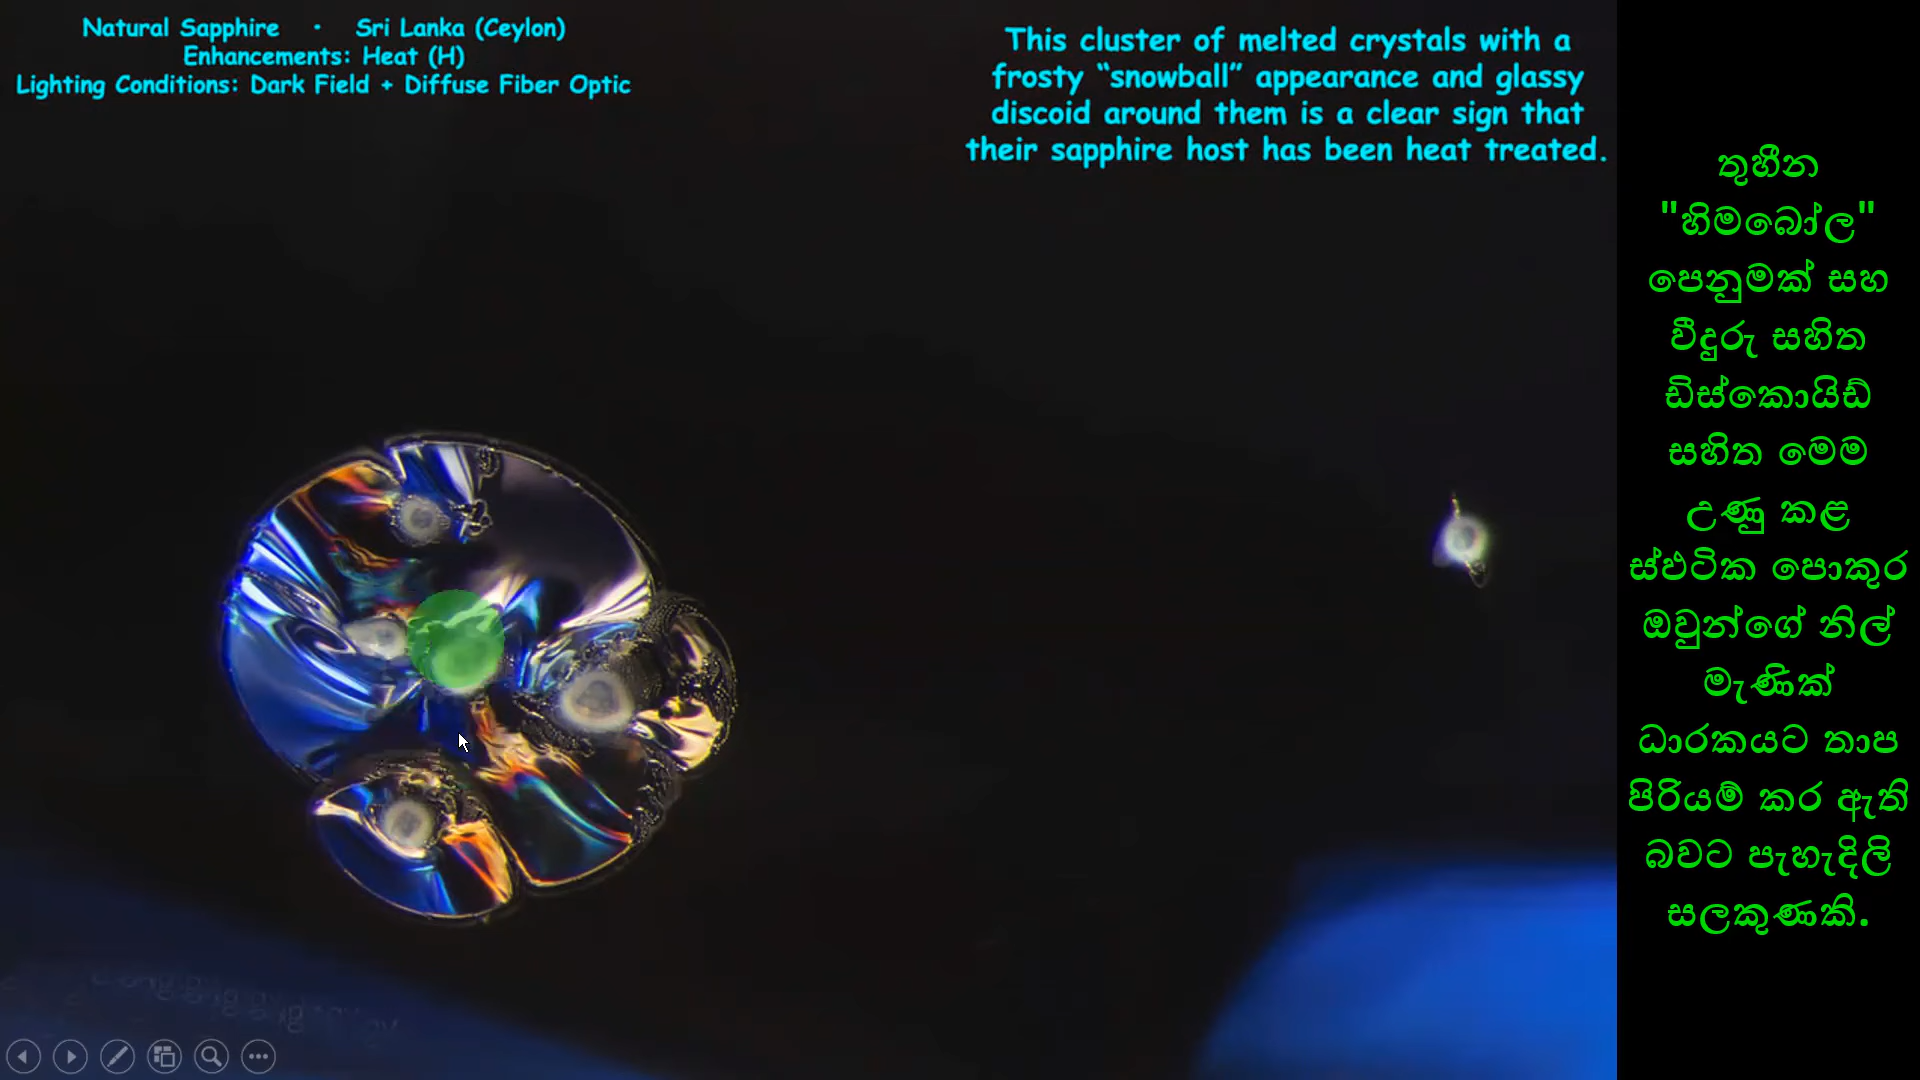 Natural Sapphire • Sri Lanka (Ceylon)
Enhancements: Heat (H)
Lighting Conditions: Dark Field + Diffuse Fiber Optic
This cluster of melted crystals with a
frosty “snowball” appearance and glassy
discoid around them is a clear sign that
their sapphire host has been heat treated.
තුහීන
"හිමබෝල"
පෙනුමක් සහ
වීදුරු සහිත
ඩිස්කොයිඩ්
සහිත මෙම
උණු කළ
ස්ඵටික පොකුර
ඔවුන්ගේ නිල්
මැණික්
ධාරකයට තාප
පිරියම් කර ඇති
බවට පැහැදිලි
සලකුණකි.